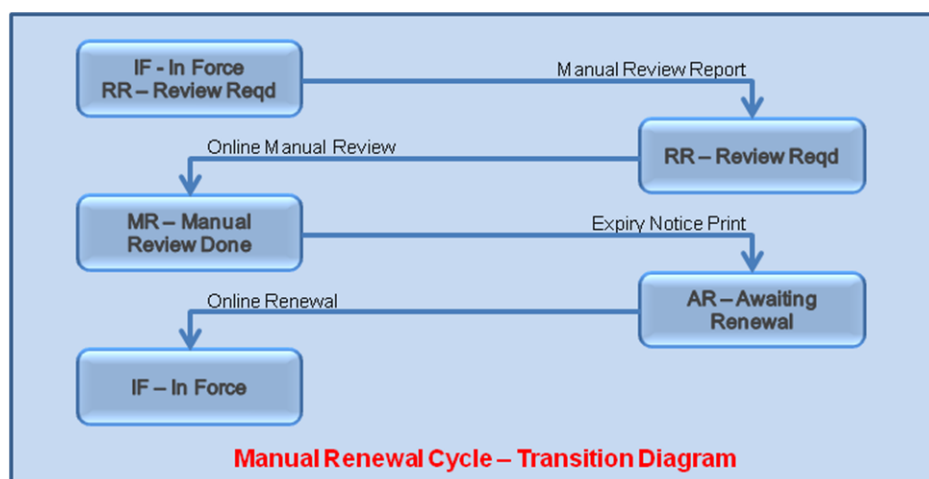 IF - In Force
RR – Review Reqd
Manual Review Report
RR – Review Reqd
Online Manual Review
MR – Manual
Review Done
Expiry Notice Print
AR – Awaiting
Renewal
Online Renewal
IF – In Force
Manual Renewal Cycle – Transition Diagram